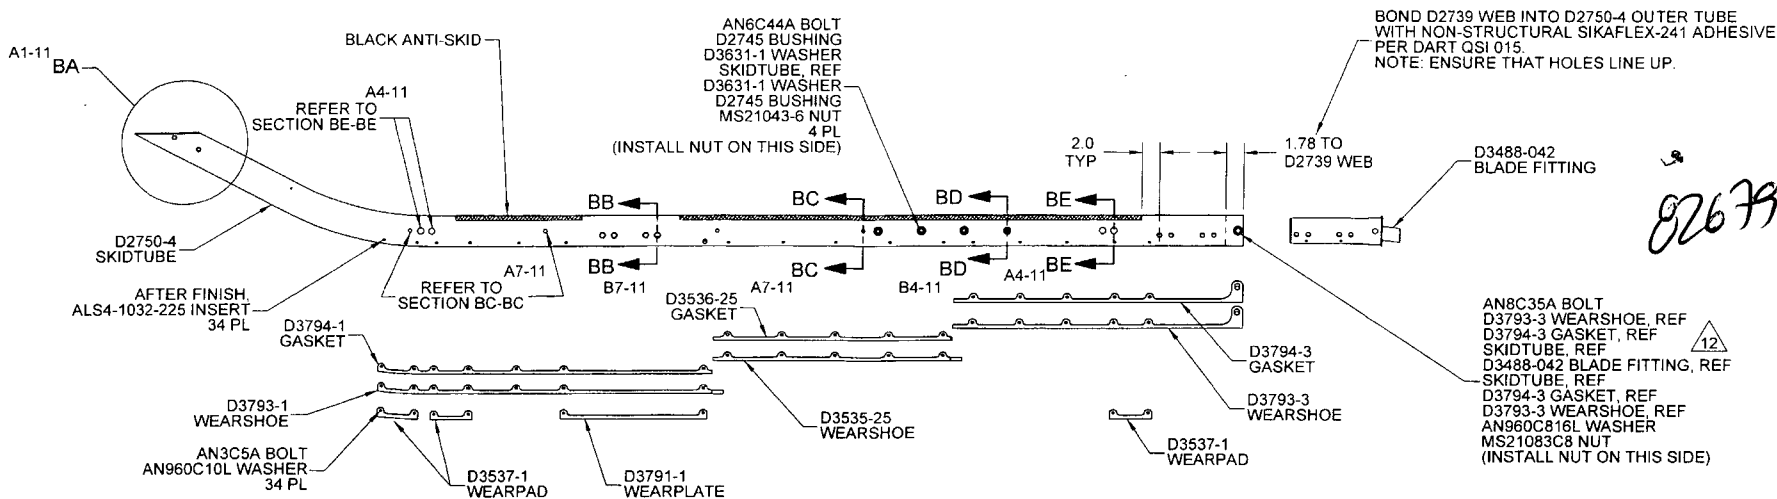 A1-11
BA
BLACK ANTI-SKID
A4-11
REFER TO
SECTION BE-BE
AN6C44A BOLT
D2745 BUSHING
D3631-1 WASHER
SKIDTUBE, REF
D3631-1 WASHER
D2745 BUSHING
MS21043-6 NUT
4 PL
(INSTALL NUT ON THIS SIDE)
BOND D2739 WEB INTO D2750-4 OUTER TUBE
WITH NON-STRUCTURAL SIKAFLEX-241 ADHESIVE
PER DART QSI 015.
NOTE: ENSURE THAT HOLES LINE UP.
2.0
TYP
1.78 TO
D2739 WEB
D3488-042
BLADE FITTING
82679
BB
BC
BD
BE
D2750-4
SKIDTUBE
BB
BC
BD
BE
A7-11
B7-11
A7-11
B4-11
A4-11
REFER TO
SECTION BC-BC
AFTER FINISH,
ALS4-1032-225 INSERT
34 PL
D3794-1
GASKET
D3536-25
GASKET
D3794-3
GASKET
D3793-1
WEARSHOE
D3535-25
WEARSHOE
D3793-3
WEARSHOE
AN3C5A BOLT
AN960C10L WASHER
34 PL
D3537-1
WEARPAD
D3791-1
WEARPLATE
D3537-1
WEARPAD
AN8C35A BOLT
D3793-3 WEARSHOE, REF
D3794-3 GASKET, REF
SKIDTUBE, REF
12
D3488-042 BLADE FITTING, REF
SKIDTUBE, REF
D3794-3 GASKET, REF
D3793-3 WEARSHOE, REF
AN960C816L WASHER
MS21083C8 NUT
(INSTALL NUT ON THIS SIDE)